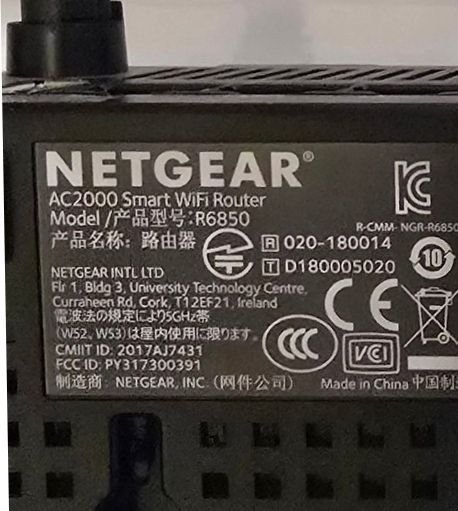 NETGEAR®
AC2000 Smart WiFi Router
Model /产品型号: R6850
R-CMM- NGR-R6850
产品名称: 路由器
R 020-180014
T D180005020
10
NETGEAR INTL LTD
Flr 1, Bldg 3, University Technology Centre,
Curraheen Rd, Cork, T12EF21, Ireland
電波法の規定により5GHz帯
(W52, W53)は屋内使用に限ります。
CE
CMIIT ID: 2017AJ7431
CCC
VCI
FCC ID: PY317300391
制造商: NETGEAR, INC. (网件公司)
Made in China 中国制